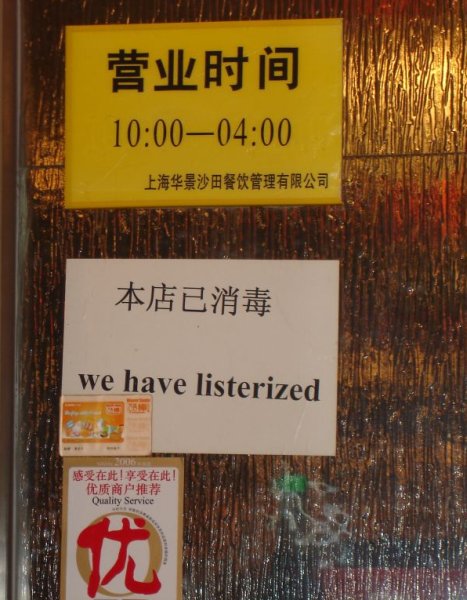 营业时间
10:00—04:00
上海华景沙田餐饮管理有限公司
本店已消毒
we have listerized
2006
感受在此!享受在此!
优质商户推荐
Quality Service
优